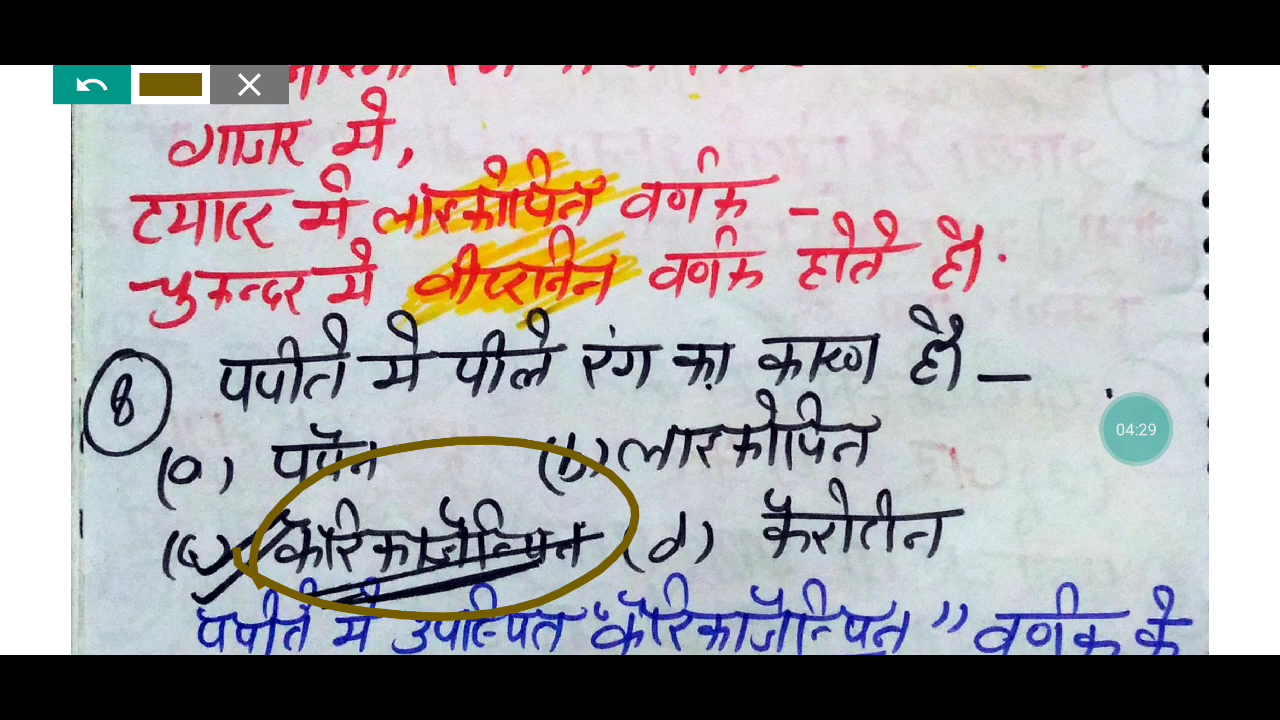 गाजर में,
टमाटर में लाइकोपिन वर्णक –
चुकन्दर में बीटानिन वर्णक होते है.
8 पपीते में पीले रंग का कारण है –
(a) पपेन (b) लाइकोपिन
(c) कैरिकाजैन्थिन (d) कैरोटीन
पपीते में उपस्थित "कैरिकाजैन्थिन" वर्णक के
04:29